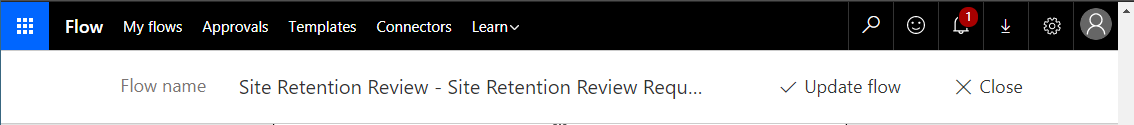 Flow My flows Approvals Templates Connectors Learn 1
Flow name Site Retention Review - Site Retention Review Requ... Update flow Close